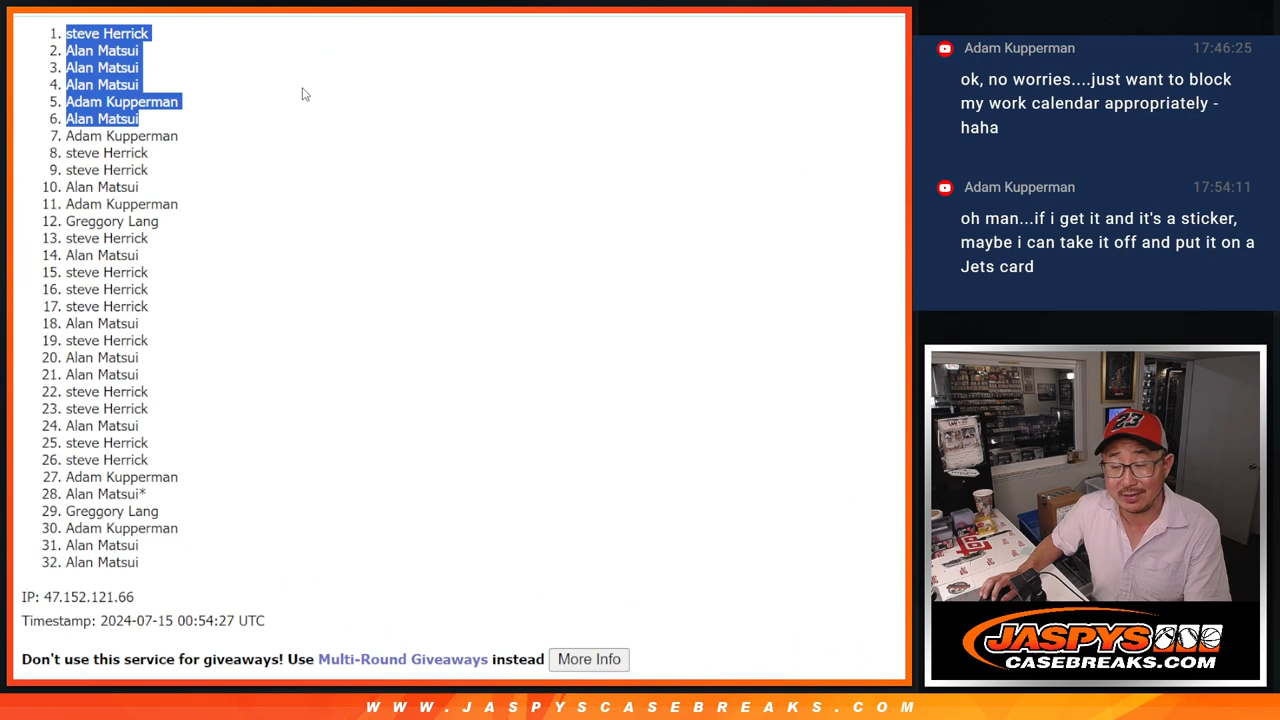 1. steve Herrick
2. Alan Matsui
3. Alan Matsui
4. Alan Matsui
5. Adam Kupperman
6. Alan Matsui
7. Adam Kupperman
8. steve Herrick
9. steve Herrick
10. Alan Matsui
11. Adam Kupperman
12. Greggory Lang
13. steve Herrick
14. Alan Matsui
15. steve Herrick
16. steve Herrick
17. steve Herrick
18. Alan Matsui
19. steve Herrick
20. Alan Matsui
21. Alan Matsui
22. steve Herrick
23. steve Herrick
24. Alan Matsui
25. steve Herrick
26. steve Herrick
27. Adam Kupperman
28. Alan Matsui*
29. Greggory Lang
30. Adam Kupperman
31. Alan Matsui
32. Alan Matsui
IP: 47.152.121.66
Timestamp: 2024-07-15 00:54:27 UTC
Don't use this service for giveaways! Use Multi-Round Giveaways instead More Info
Adam Kupperman 17:46:25
ok, no worries....just want to block
my work calendar appropriately -
haha
Adam Kupperman 17:54:11
oh man...if i get it and it's a sticker,
maybe i can take it off and put it on a
Jets card
23
JASPYS
CASEBREAKS.COM
WWW.JASPYSCASEBREAKS.COM